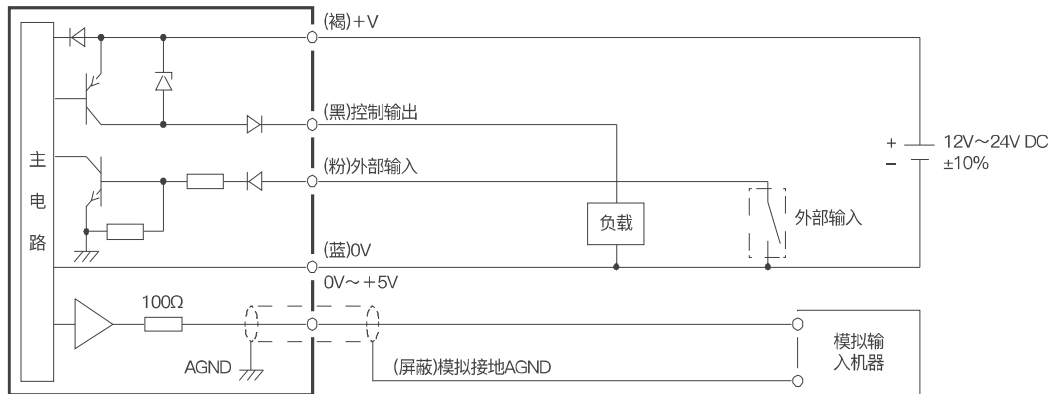 (褐)+V
(黑)控制输出
(粉)外部输入
(蓝)0V
0V～+5V
主电路
100Ω
AGND
(屏蔽)模拟接地AGND
负载
外部输入
+
−
12V～24V DC
±10%
模拟输
入机器